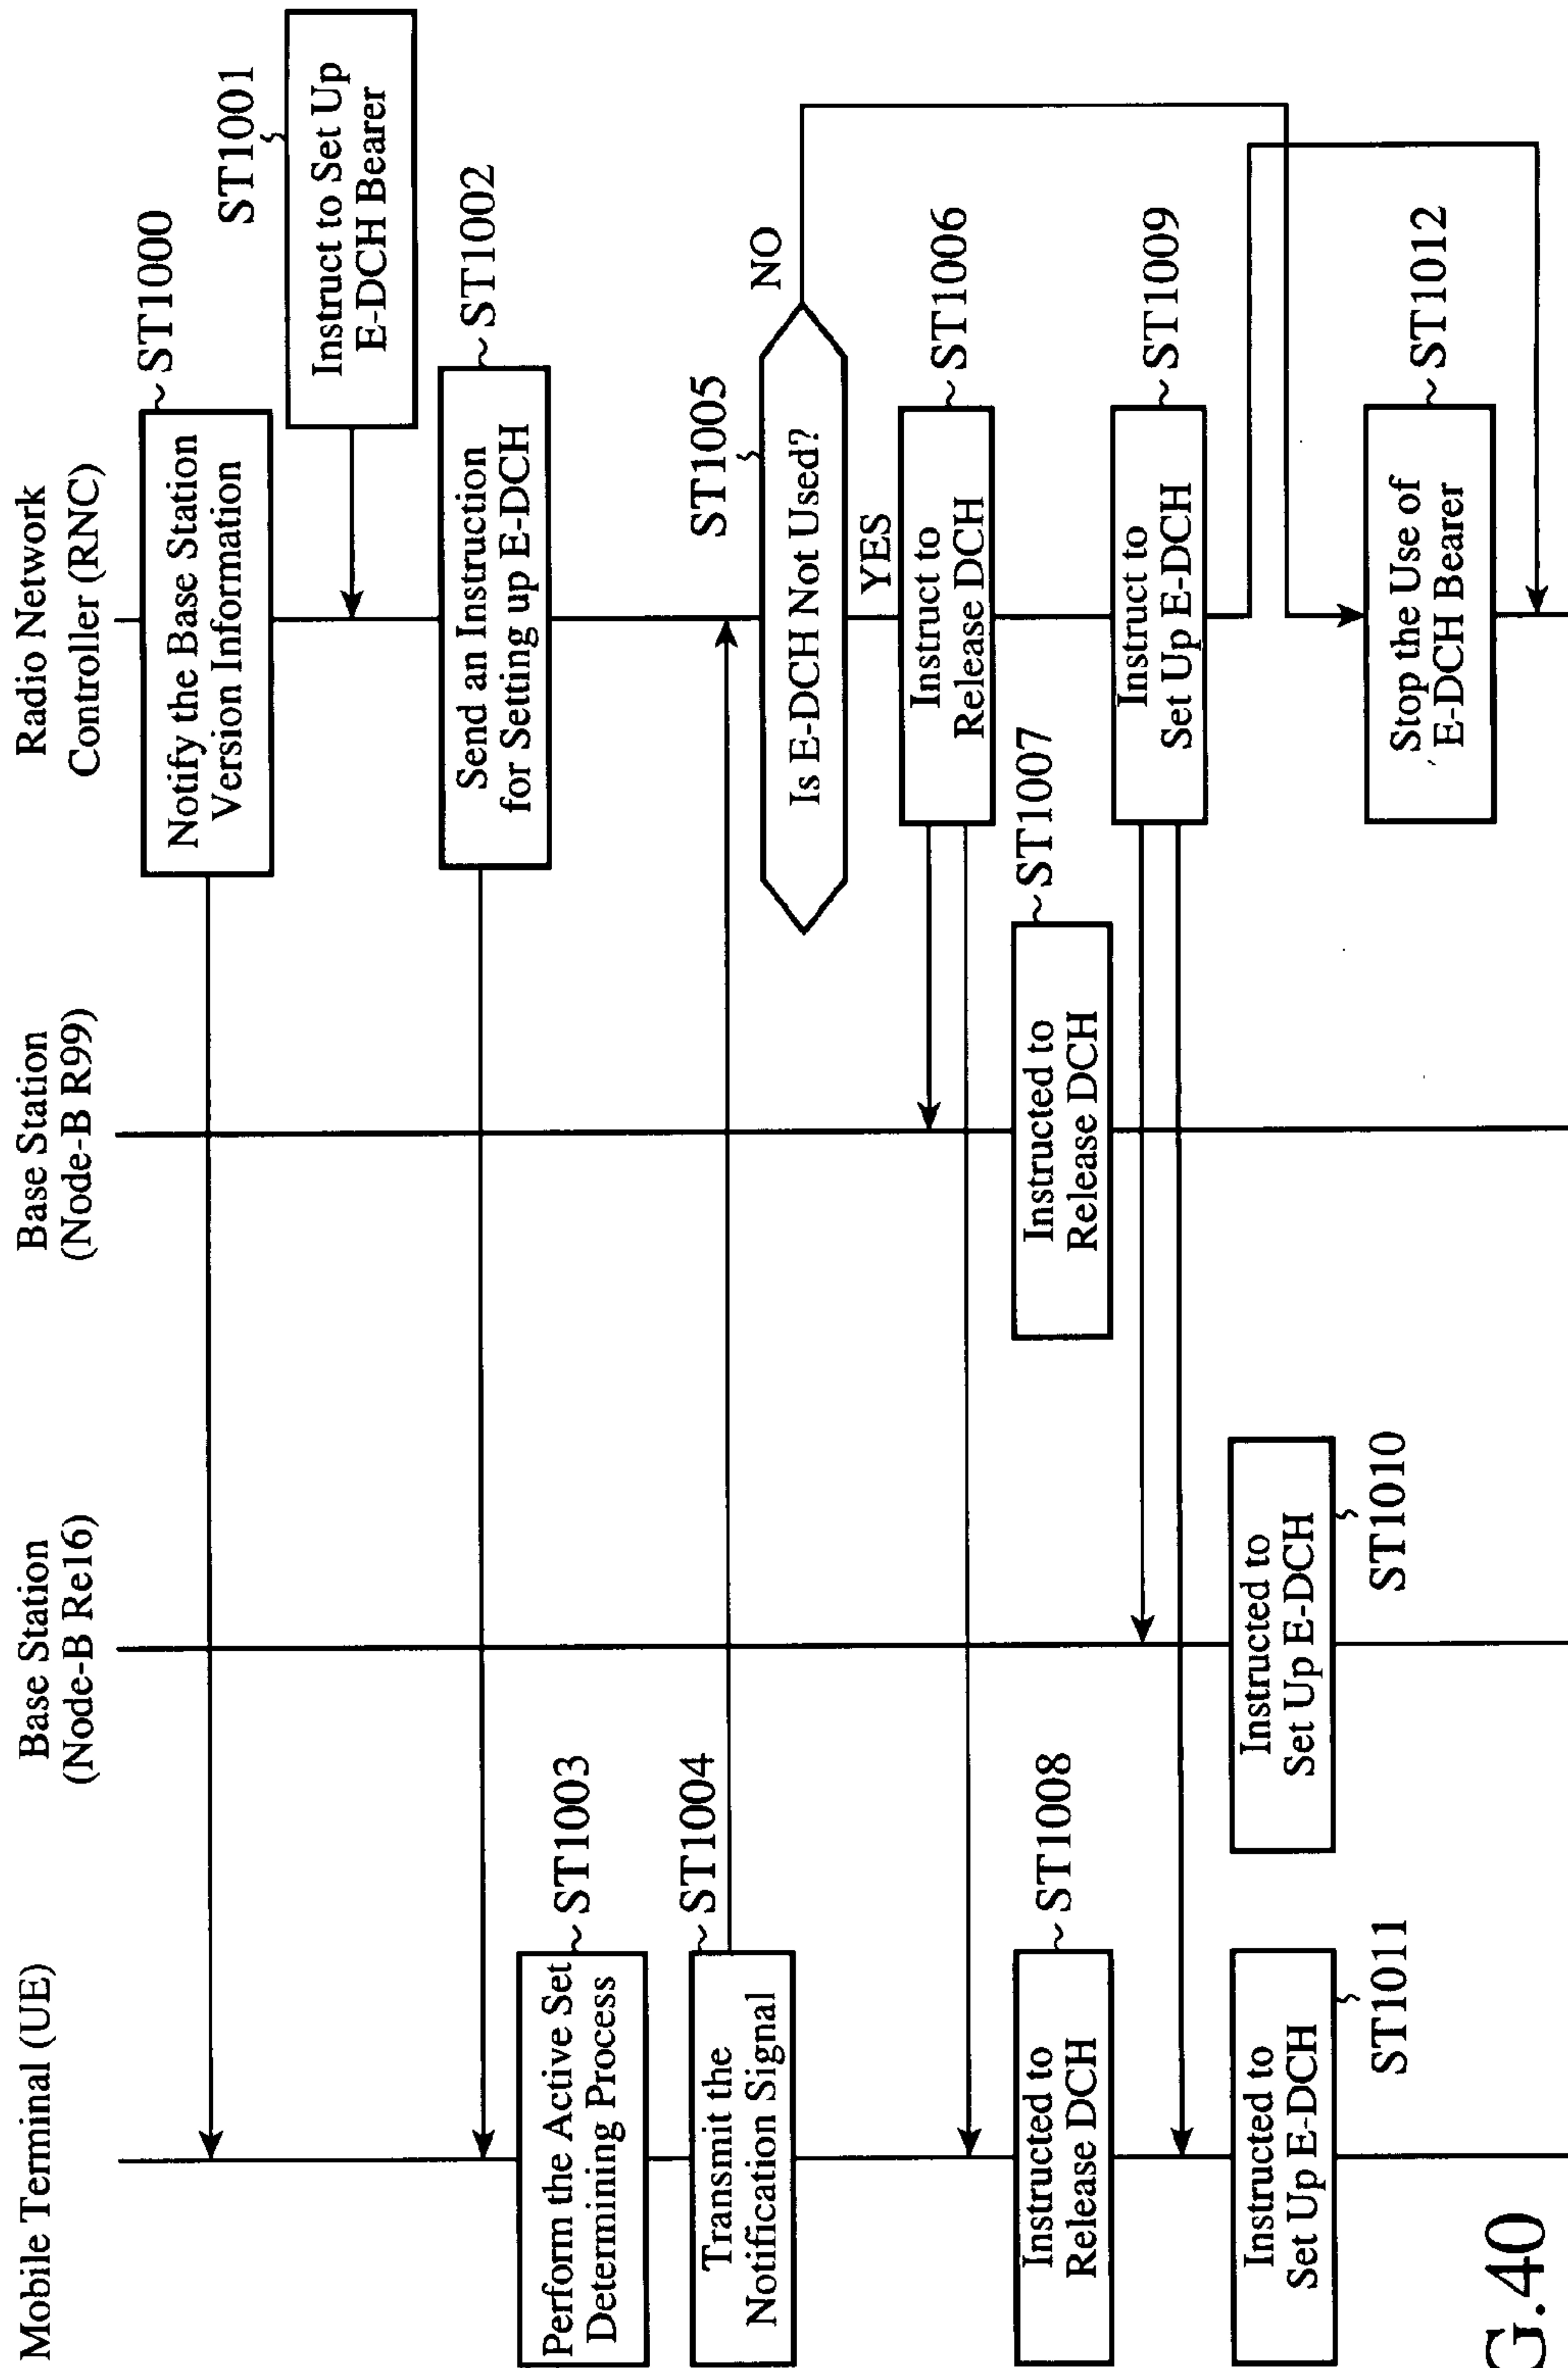 Mobile Terminal (UE)
Base Station
(Node-B Re16)
Base Station
(Node-B R99)
Radio Network
Controller (RNC)
Notify the Base Station
Version Information
ST1000
ST1001
Instruct to Set Up
E-DCH Bearer
Send an Instruction
for Setting up E-DCH
ST1002
Perform the Active Set
Determining Process
ST1003
Transmit the
Notification Signal
ST1004
ST1005
Is E-DCH Not Used?
NO
YES
Instruct to
Release DCH
ST1006
Instructed to
Release DCH
ST1007
Instructed to
Release DCH
ST1008
Instruct to
Set Up E-DCH
ST1009
Instructed to
Set Up E-DCH
ST1010
Instructed to
Set Up E-DCH
ST1011
Stop the Use of
E-DCH Bearer
ST1012
G.40